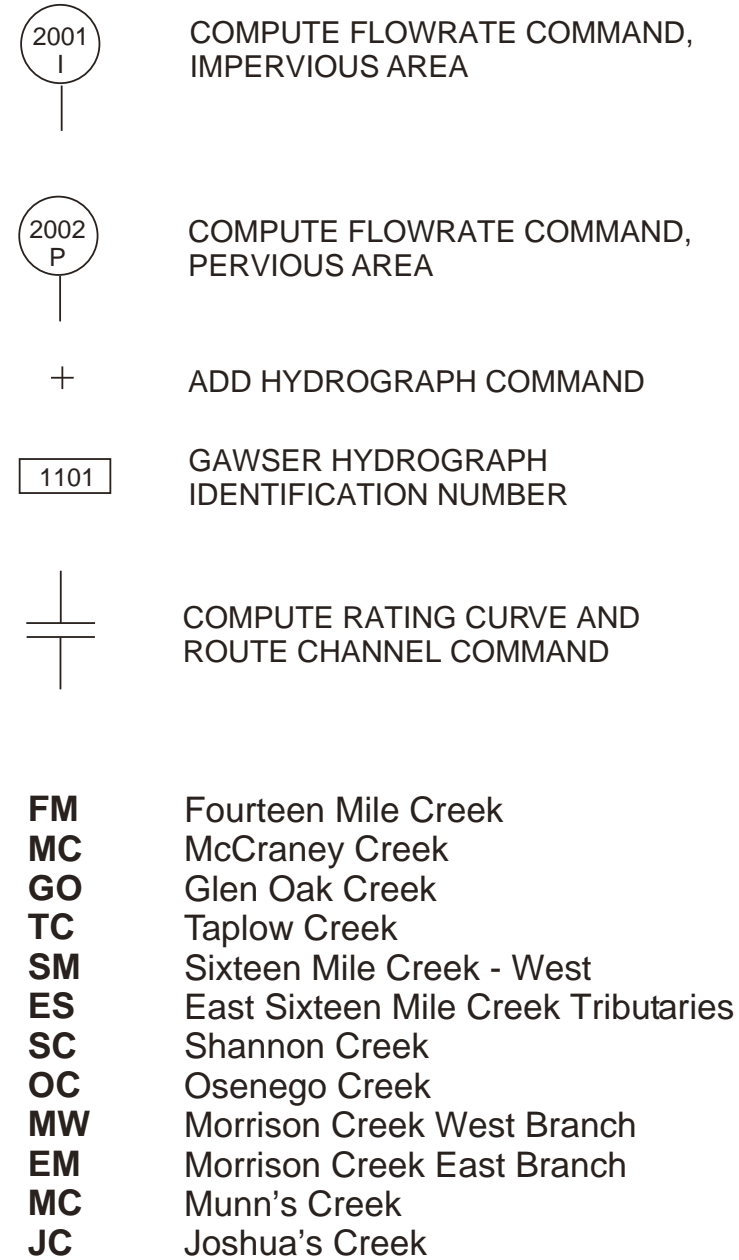 2001 COMPUTE FLOWRATE COMMAND,
I IMPERVIOUS AREA
2002 COMPUTE FLOWRATE COMMAND,
P PERVIOUS AREA
+ ADD HYDROGRAPH COMMAND
1101 GAWSER HYDROGRAPH
IDENTIFICATION NUMBER
COMPUTE RATING CURVE AND
ROUTE CHANNEL COMMAND
FM Fourteen Mile Creek
MC McCraney Creek
GO Glen Oak Creek
TC Taplow Creek
SM Sixteen Mile Creek - West
ES East Sixteen Mile Creek Tributaries
SC Shannon Creek
OC Osenego Creek
MW Morrison Creek West Branch
EM Morrison Creek East Branch
MC Munn's Creek
JC Joshua's Creek